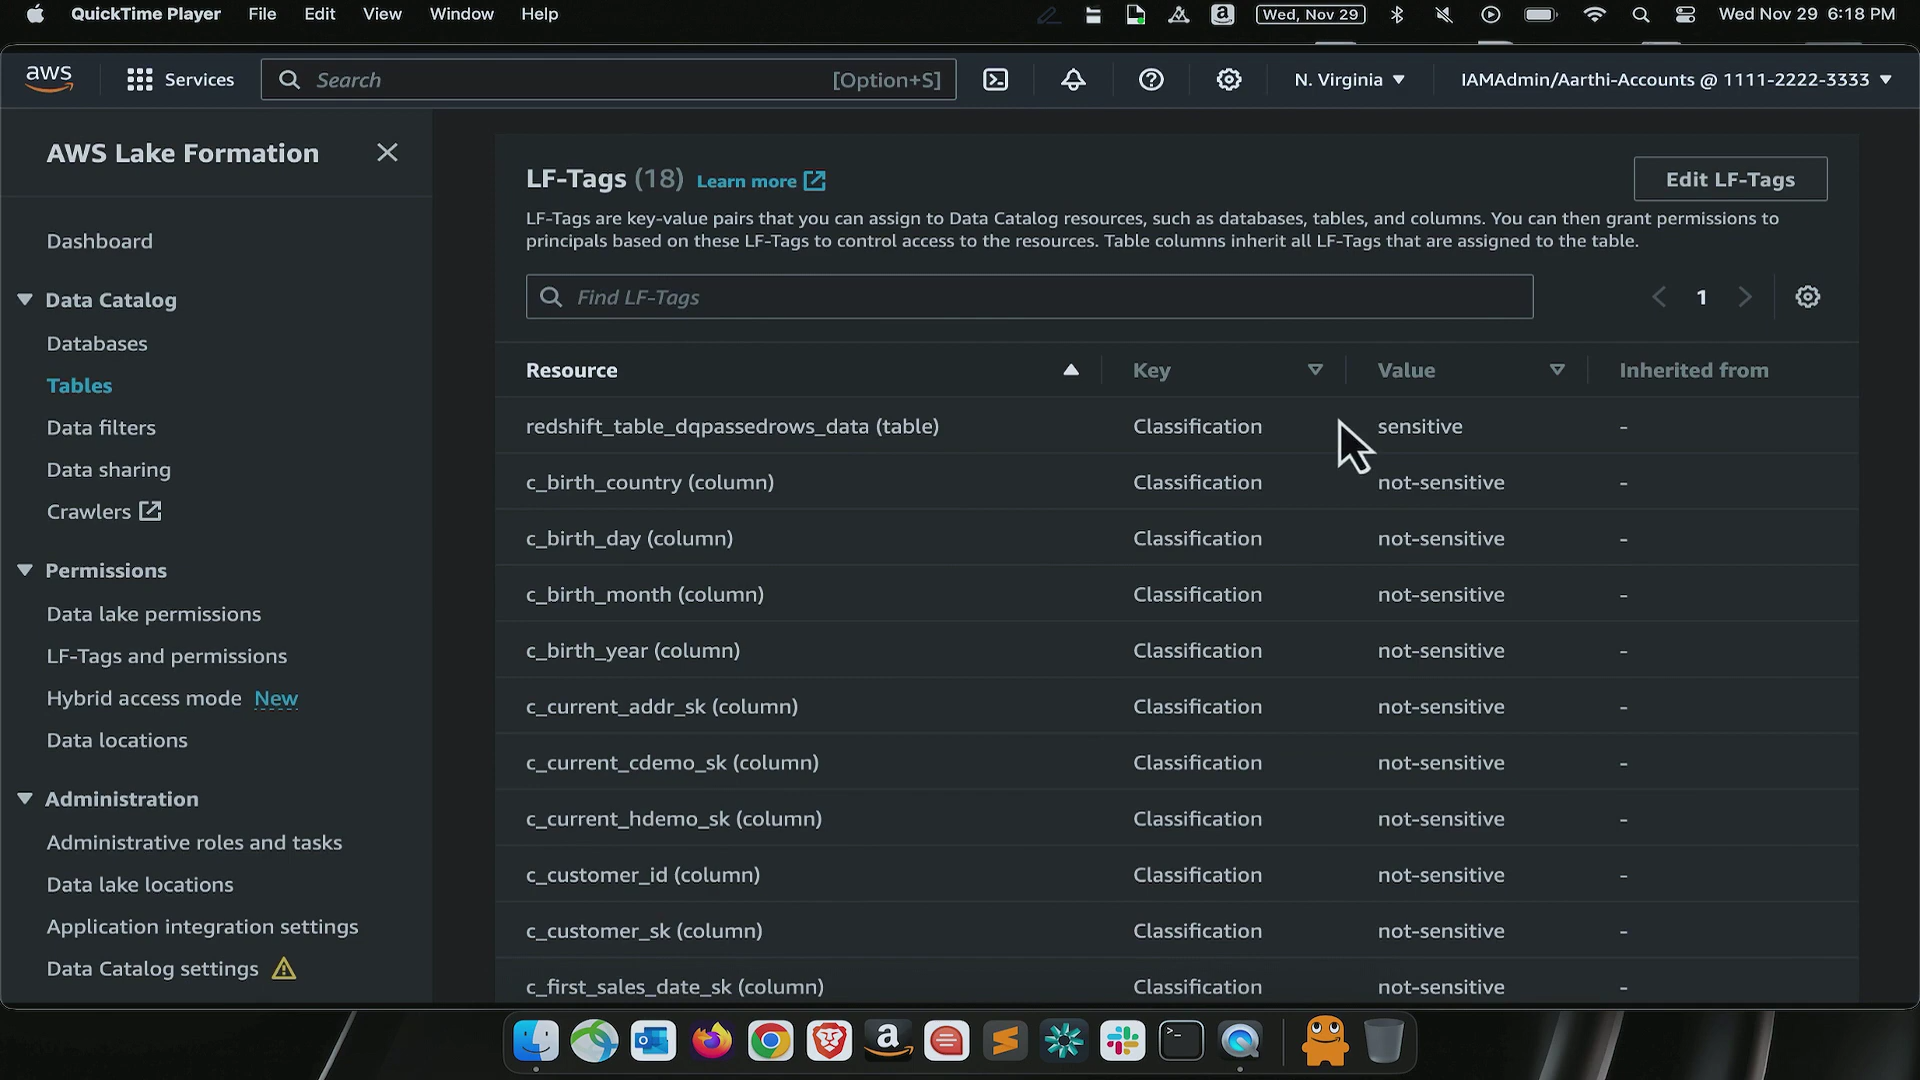 QuickTime Player File Edit View Window Help Wed, Nov 29 Wed Nov 29 6:18 PM
aws Services Search [Option+S] N. Virginia IAMAdmin/Aarthi-Accounts @ 1111-2222-3333
AWS Lake Formation
Dashboard
Data Catalog
Databases
Tables
Data filters
Data sharing
Crawlers
Permissions
Data lake permissions
LF-Tags and permissions
Hybrid access mode New
Data locations
Administration
Administrative roles and tasks
Data lake locations
Application integration settings
Data Catalog settings
LF-Tags (18) Learn more Edit LF-Tags
LF-Tags are key-value pairs that you can assign to Data Catalog resources, such as databases, tables, and columns. You can then grant permissions to
principals based on these LF-Tags to control access to the resources. Table columns inherit all LF-Tags that are assigned to the table.
Find LF-Tags 1
Resource Key Value Inherited from
redshift_table_dqpassedrows_data (table) Classification sensitive -
c_birth_country (column) Classification not-sensitive -
c_birth_day (column) Classification not-sensitive -
c_birth_month (column) Classification not-sensitive -
c_birth_year (column) Classification not-sensitive -
c_current_addr_sk (column) Classification not-sensitive -
c_current_cdemo_sk (column) Classification not-sensitive -
c_current_hdemo_sk (column) Classification not-sensitive -
c_customer_id (column) Classification not-sensitive -
c_customer_sk (column) Classification not-sensitive -
c_first_sales_date_sk (column) Classification not-sensitive -